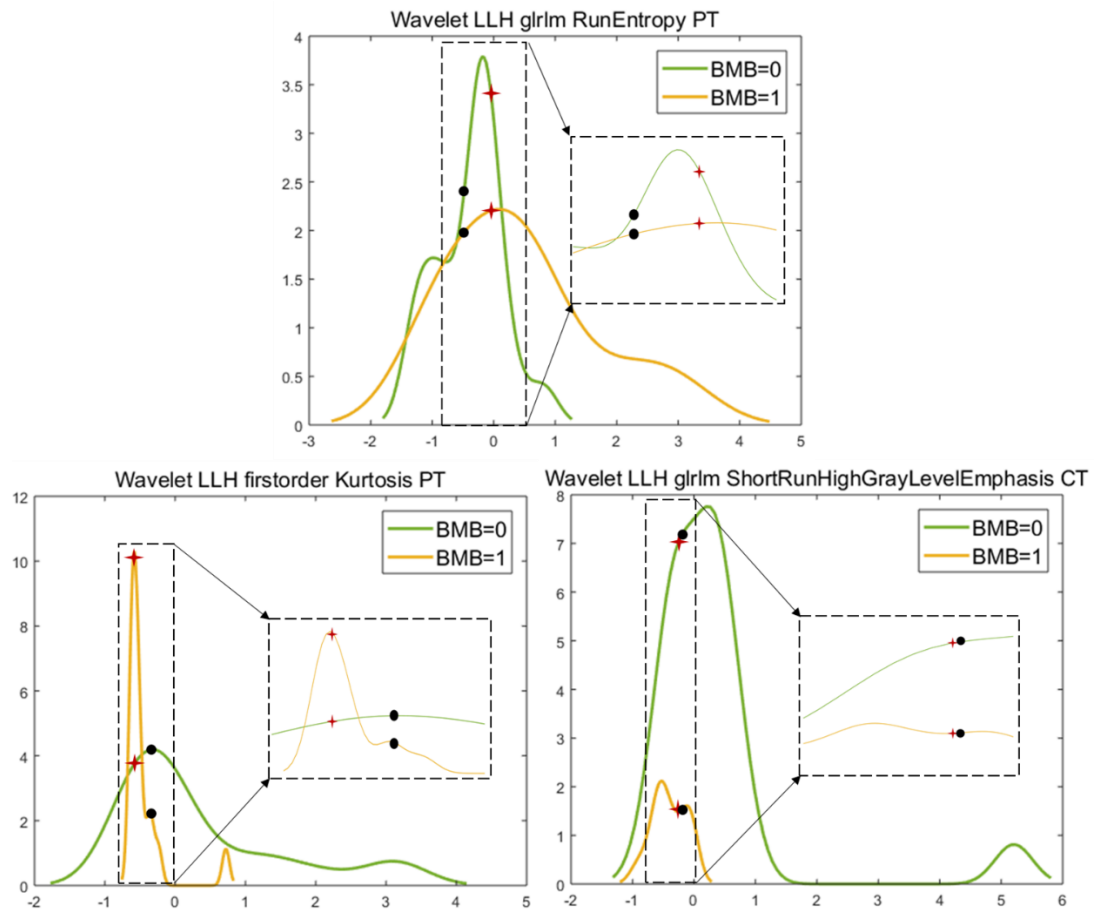 Wavelet LLH glrlm RunEntropy PT
4
3.5
3
2.5
2
1.5
1
0.5
0
BMB=0
BMB=1
-3 -2 -1 0 1 2 3 4 5
Wavelet LLH firstorder Kurtosis PT
12
10
8
6
4
2
0
BMB=0
BMB=1
-2 -1 0 1 2 3 4 5
Wavelet LLH glrlm ShortRunHighGrayLevelEmphasis CT
8
7
6
5
4
3
2
1
0
BMB=0
BMB=1
-2 -1 0 1 2 3 4 5 6